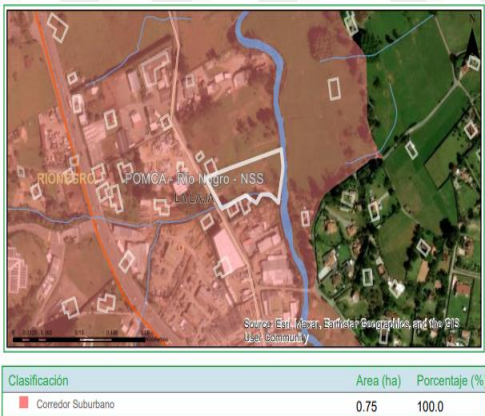 RIONEGRO
POMCA - Río Negro - NSS
Source: Esri, Maxar, Earthstar Geographics, and the GIS
User Community
Clasificación Area (ha) Porcentaje (%
Corredor Suburbano 0.75 100.0